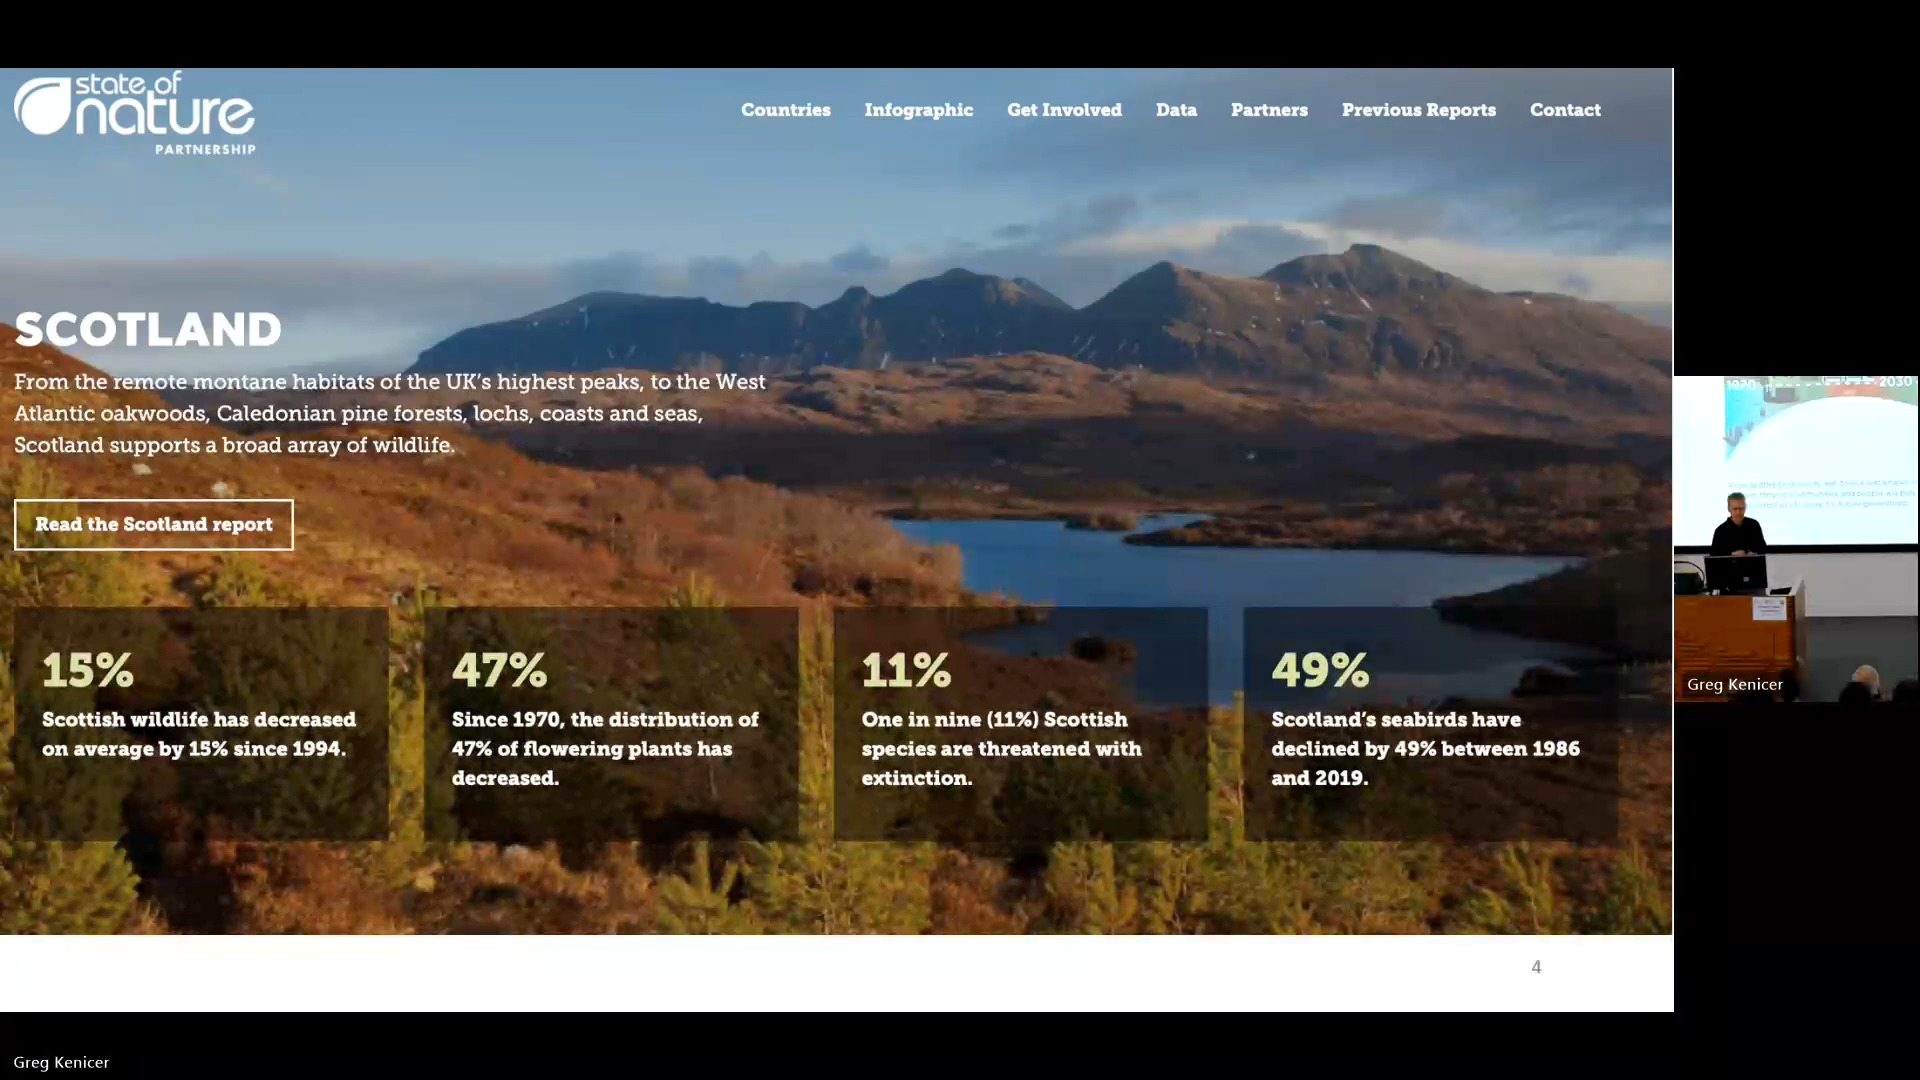 state of
nature
PARTNERSHIP
Countries Infographic Get Involved Data Partners Previous Reports Contact
SCOTLAND
From the remote montane habitats of the UK's highest peaks, to the West
Atlantic oakwoods, Caledonian pine forests, lochs, coasts and seas,
Scotland supports a broad array of wildlife.
Read the Scotland report
15%
Scottish wildlife has decreased
on average by 15% since 1994.
47%
Since 1970, the distribution of
47% of flowering plants has
decreased.
11%
One in nine (11%) Scottish
species are threatened with
extinction.
49%
Scotland's seabirds have
declined by 49% between 1986
and 2019.
4
2030
Greg Kenicer
Greg Kenicer